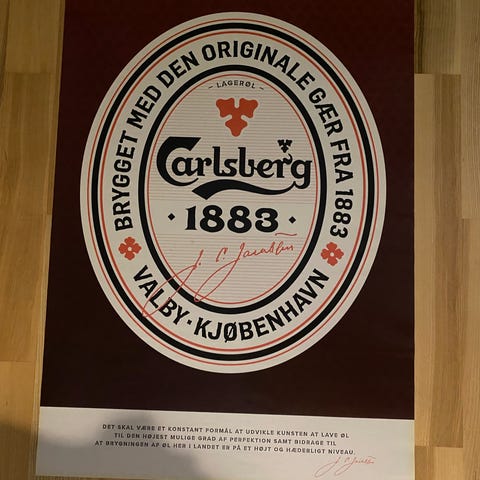 BRYGGET MED DEN ORIGINALE GÆR FRA 1883
– LAGERØL –
Carlsberg
· 1883 ·
J. C. Jacobsen
VALBY · KJØBENHAVN
DET SKAL VÆRE ET KONSTANT FORMÅL AT UDVIKLE KUNSTEN AT LAVE ØL
TIL DEN HØJEST MULIGE GRAD AF PERFEKTION SAMT BIDRAGE TIL
AT BRYGNINGEN AF ØL HER I LANDET ER PÅ ET HØJT OG HÆDERLIGT NIVEAU.
J. C. Jacobsen